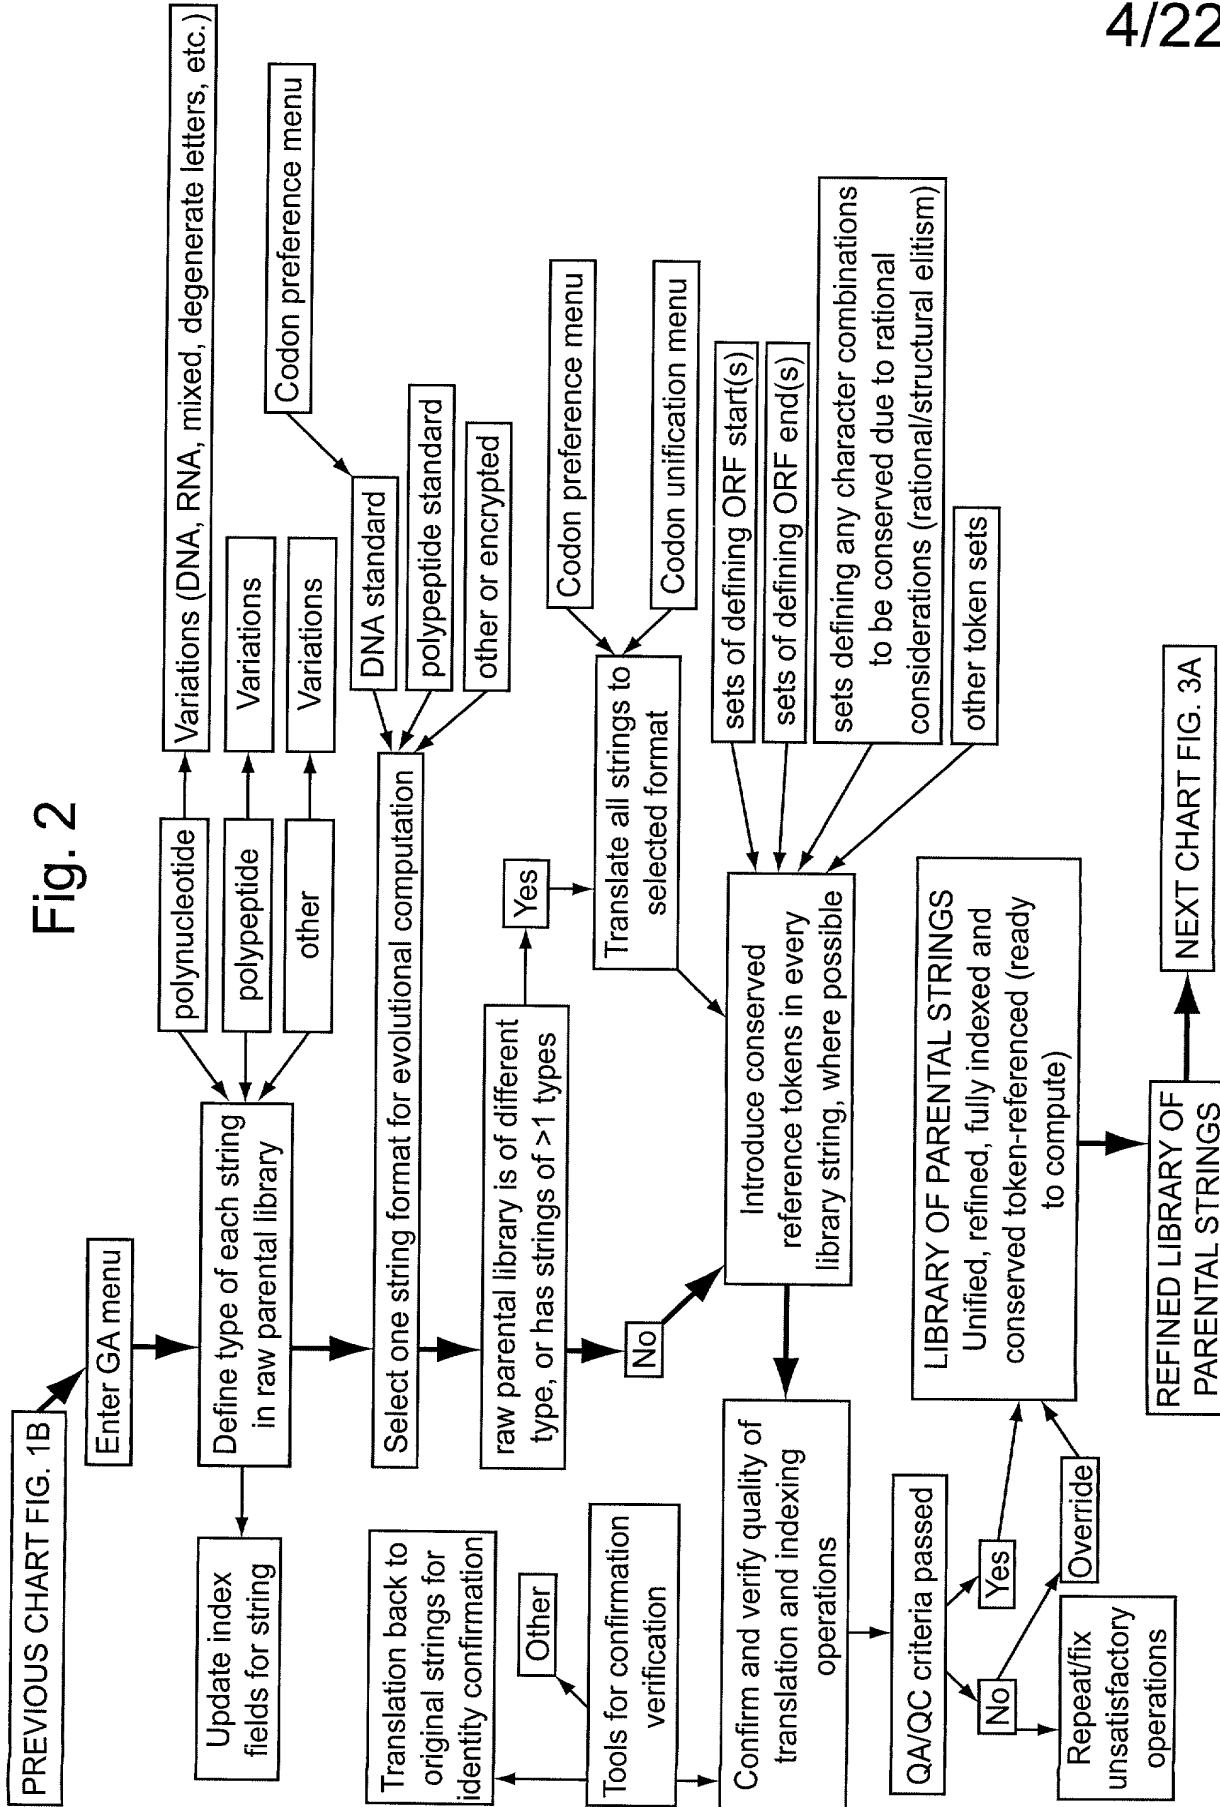 4/22
Fig. 2
PREVIOUS CHART FIG. 1B
Enter GA menu
Define type of each string
in raw parental library
Update index
fields for string
polynucleotide
polypeptide
other
Variations (DNA, RNA, mixed, degenerate letters, etc.)
Variations
Variations
Select one string format for evolutional computation
Codon preference menu
DNA standard
polypeptide standard
other or encrypted
raw parental library is of different
type, or has strings of >1 types
Yes
No
Translate all strings to
selected format
Codon preference menu
Codon unification menu
Introduce conserved
reference tokens in every
library string, where possible
sets of defining ORF start(s)
sets of defining ORF end(s)
sets defining any character combinations
to be conserved due to rational
considerations (rational/structural elitism)
other token sets
Translation back to
original strings for
identity confirmation
Other
Tools for confirmation
verification
Confirm and verify quality of
translation and indexing
operations
QA/QC criteria passed
Yes
No
Override
Repeat/fix
unsatisfactory
operations
LIBRARY OF PARENTAL STRINGS
Unified, refined, fully indexed and
conserved token-referenced (ready
to compute)
REFINED LIBRARY OF
PARENTAL STRINGS
NEXT CHART FIG. 3A